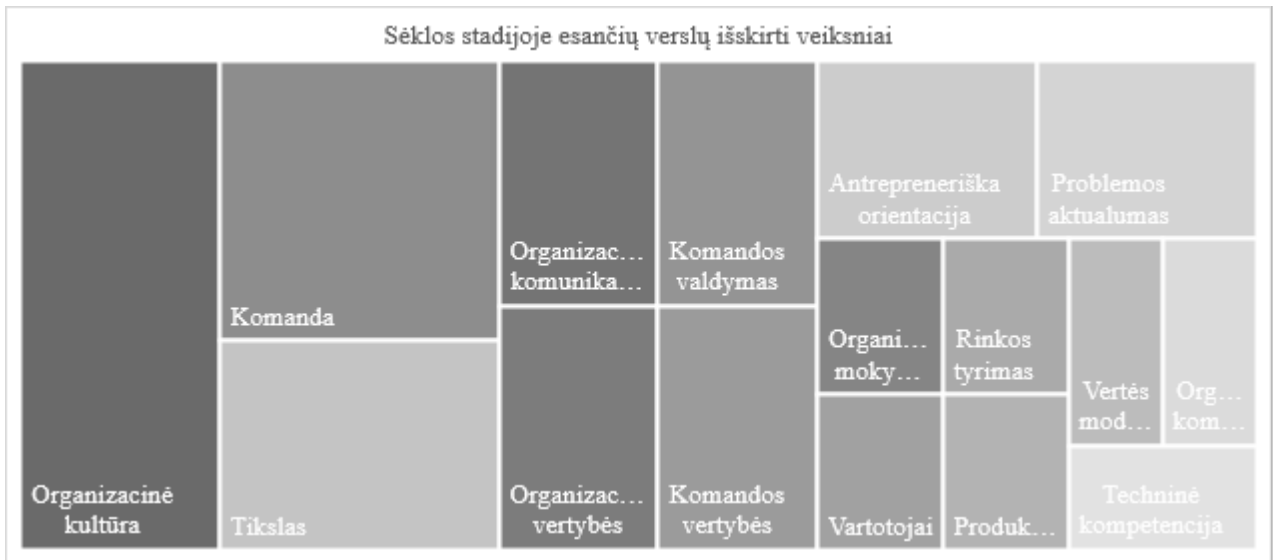 Sėklos stadijoje esančių verslų išskirti veiksniai
Organizacinė
kultūra
Komanda
Tikslas
Organizac...
komunika...
Organizac...
vertybės
Komandos
valdymas
Komandos
vertybės
Antrepreneriška
orientacija
Problemos
aktualumas
Organi...
moky...
Rinkos
tyrimas
Vartotojai
Produk...
Vertės
mod...
Org...
kom...
Techninė
kompetencija